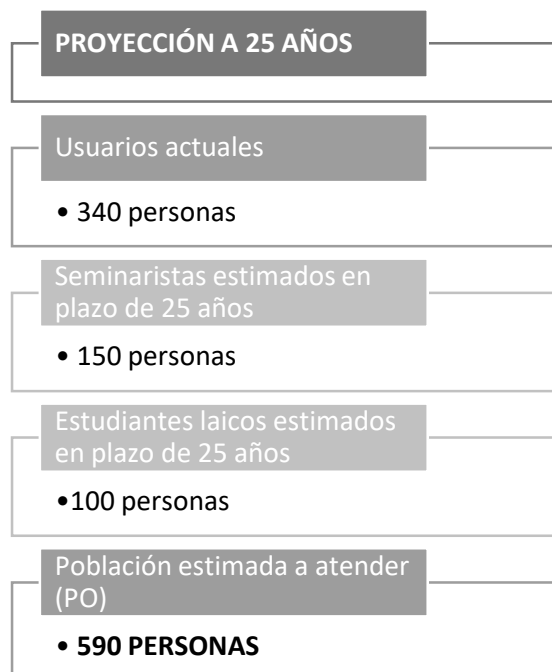 PROYECCIÓN A 25 AÑOS
Usuarios actuales
• 340 personas
Seminaristas estimados en
plazo de 25 años
• 150 personas
Estudiantes laicos estimados
en plazo de 25 años
•100 personas
Población estimada a atender
(PO)
• 590 PERSONAS